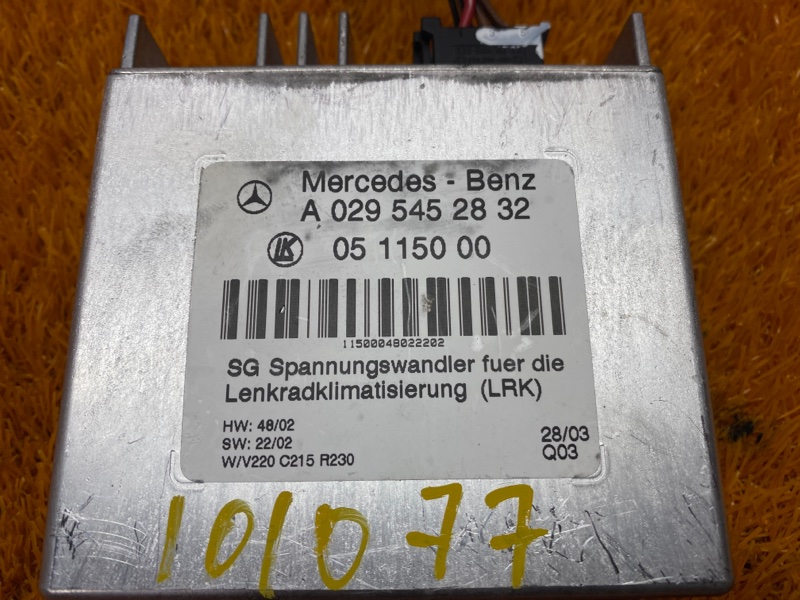 Mercedes - Benz
A 029 545 28 32
LK
05 1150 00
11500048022202
SG Spannungswandler fuer die
Lenkradklimatisierung (LRK)
HW: 48/02
SW: 22/02
W/V220 C215 R230
28/03
Q03
101077